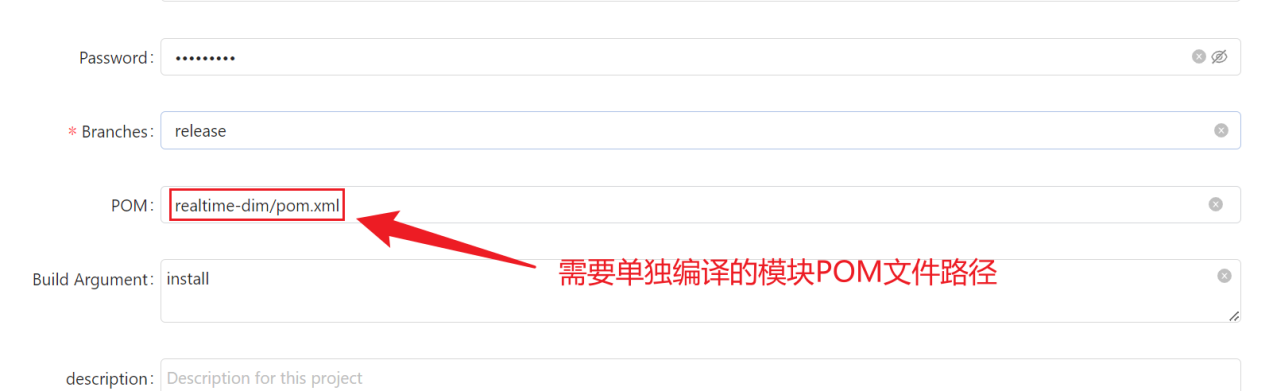 Password: •••••••••
* Branches: release
POM: realtime-dim/pom.xml
需要单独编译的模块POM文件路径
Build Argument: install
description: Description for this project